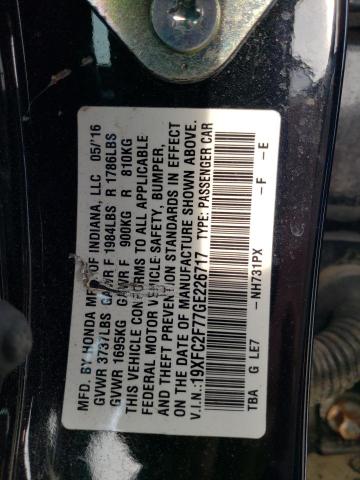 MFD. BY HONDA MFG. OF INDIANA, LLC 05/16
GVWR 3737LBS GAWR F 1984LBS R 1786LBS
GVWR 1695KG GAWR F 900KG R 810KG
THIS VEHICLE CONFORMS TO ALL APPLICABLE
FEDERAL MOTOR VEHICLE-SAFETY, BUMPER,
AND THEFT PREVENTION STANDARDS IN EFFECT
ON THE DATE OF MANUFACTURE SHOWN ABOVE.
V.I.N.:19XFC2F77GE226717 TYPE: PASSENGER CAR
-NH731PX -F -E
TBA G LE7